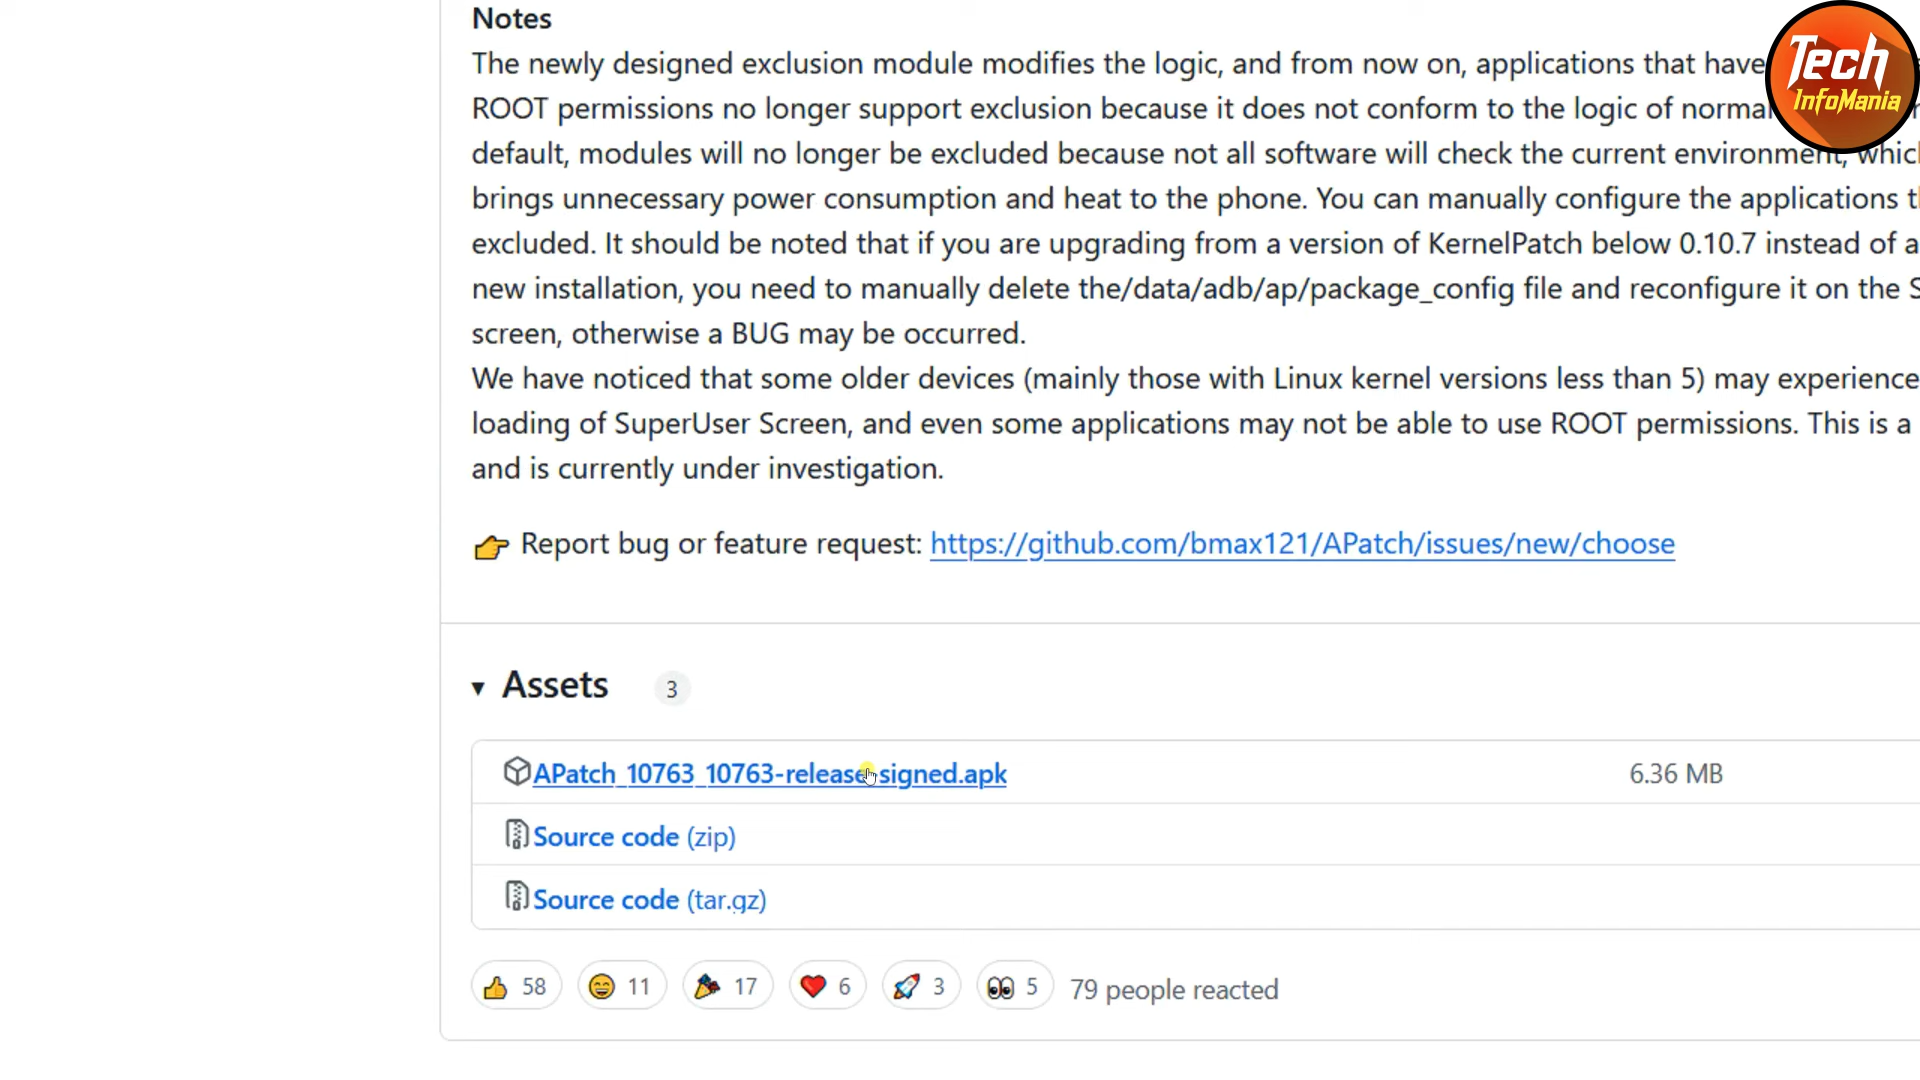 Notes
The newly designed exclusion module modifies the logic, and from now on, applications that have
ROOT permissions no longer support exclusion because it does not conform to the logic of normal
default, modules will no longer be excluded because not all software will check the current environment, which
brings unnecessary power consumption and heat to the phone. You can manually configure the applications
excluded. It should be noted that if you are upgrading from a version of KernelPatch below 0.10.7 instead of a
new installation, you need to manually delete the/data/adb/ap/package_config file and reconfigure it on the
screen, otherwise a BUG may be occurred.
We have noticed that some older devices (mainly those with Linux kernel versions less than 5) may experience
loading of SuperUser Screen, and even some applications may not be able to use ROOT permissions. This is a
and is currently under investigation.
👉 Report bug or feature request: https://github.com/bmax121/APatch/issues/new/choose
▼ Assets 3
APatch_10763_10763-release-signed.apk 6.36 MB
Source code (zip)
Source code (tar.gz)
👍 58 😄 11 🎉 17 ❤️ 6 🚀 3 👀 5 79 people reacted
Tech
InfoMania